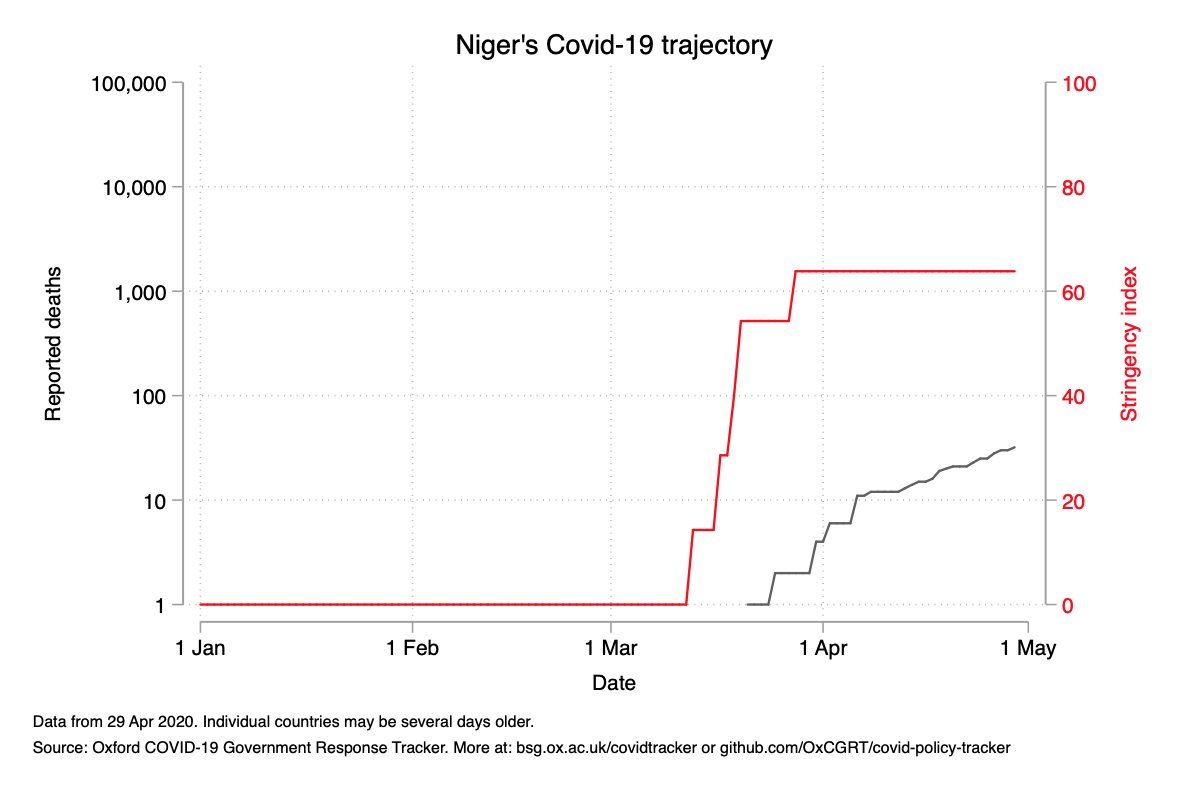 Niger's Covid-19 trajectory
100,000
10,000
1,000
100
10
1
Reported deaths
100
80
60
40
20
0
Stringency index
1 Jan
1 Feb
1 Mar
1 Apr
1 May
Date
Data from 29 Apr 2020. Individual countries may be several days older.
Source: Oxford COVID-19 Government Response Tracker. More at: bsg.ox.ac.uk/covidtracker or github.com/OxCGRT/covid-policy-tracker